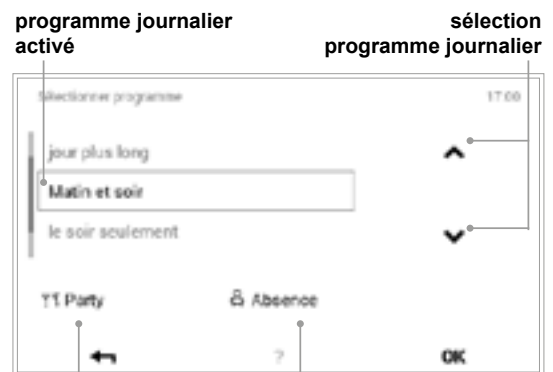 programme journalier
activé
sélection
programme journalier
Sélectionner programme 17:00
jour plus long
Matin et soir
le soir seulement
Party Absence
? OK